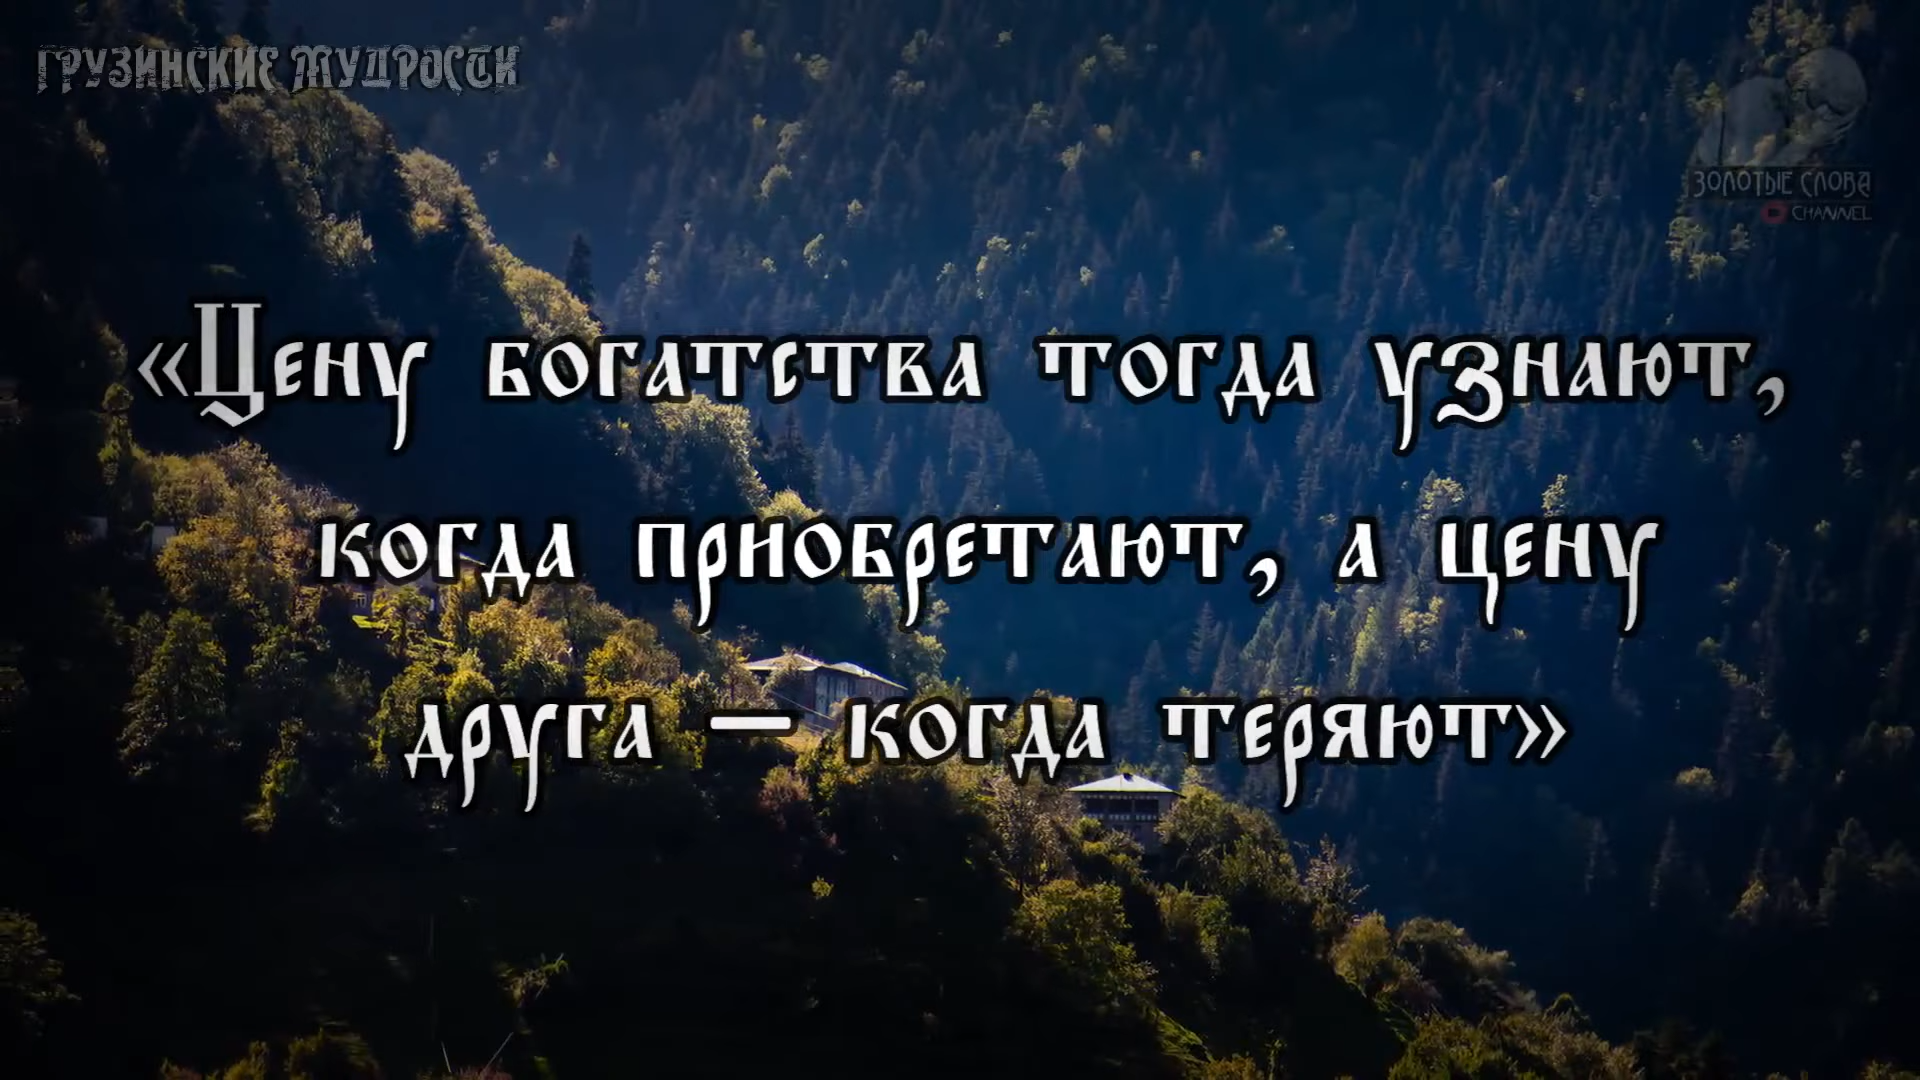 ГРУЗИНСКИЕ МУДРОСТИ
ЗОЛОТЫЕ СЛОВА
CHANNEL
«Цену богатства тогда узнают,
когда приобретают, а цену
друга — когда теряют»